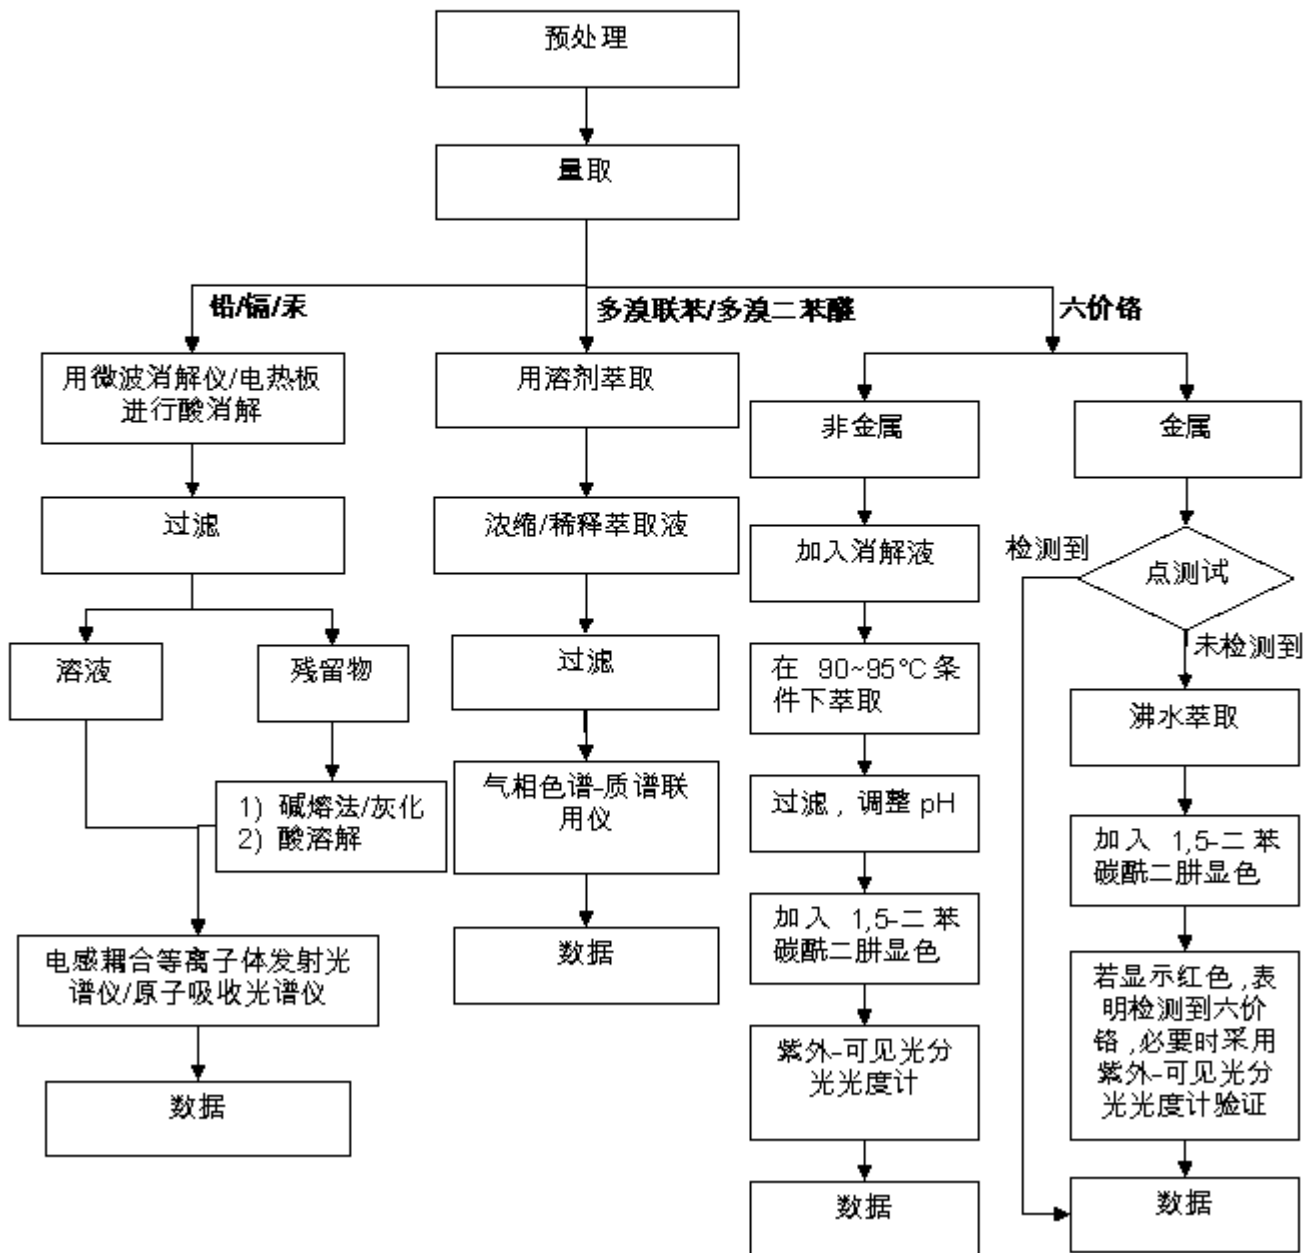 预处理
量取
铅/镉/汞
多溴联苯/多溴二苯醚
六价铬
用微波消解仪/电热板
进行酸消解
过滤
溶液
残留物
1) 碱熔法/灰化
2) 酸溶解
电感耦合等离子体发射光
谱仪/原子吸收光谱仪
数据
用溶剂萃取
浓缩/稀释萃取液
过滤
气相色谱-质谱联
用仪
数据
非金属
加入消解液
在 90~95°C 条
件下萃取
过滤，调整 pH
加入 1,5-二苯
碳酰二肼显色
紫外-可见光分
光光度计
数据
金属
点测试
检测到
未检测到
沸水萃取
加入 1,5-二苯
碳酰二肼显色
若显示红色,表
明检测到六价
铬,必要时采用
紫外-可见光分
光光度计验证
数据